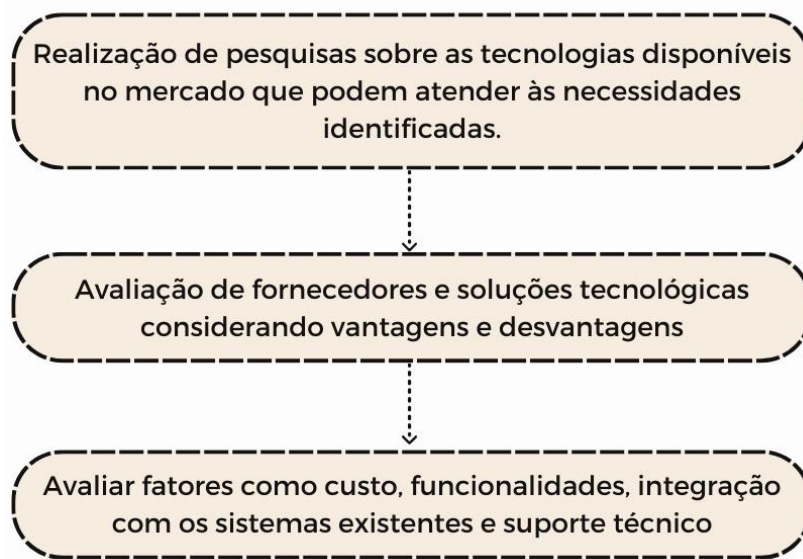 Realização de pesquisas sobre as tecnologias disponíveis
no mercado que podem atender às necessidades
identificadas.
Avaliação de fornecedores e soluções tecnológicas
considerando vantagens e desvantagens
Avaliar fatores como custo, funcionalidades, integração
com os sistemas existentes e suporte técnico